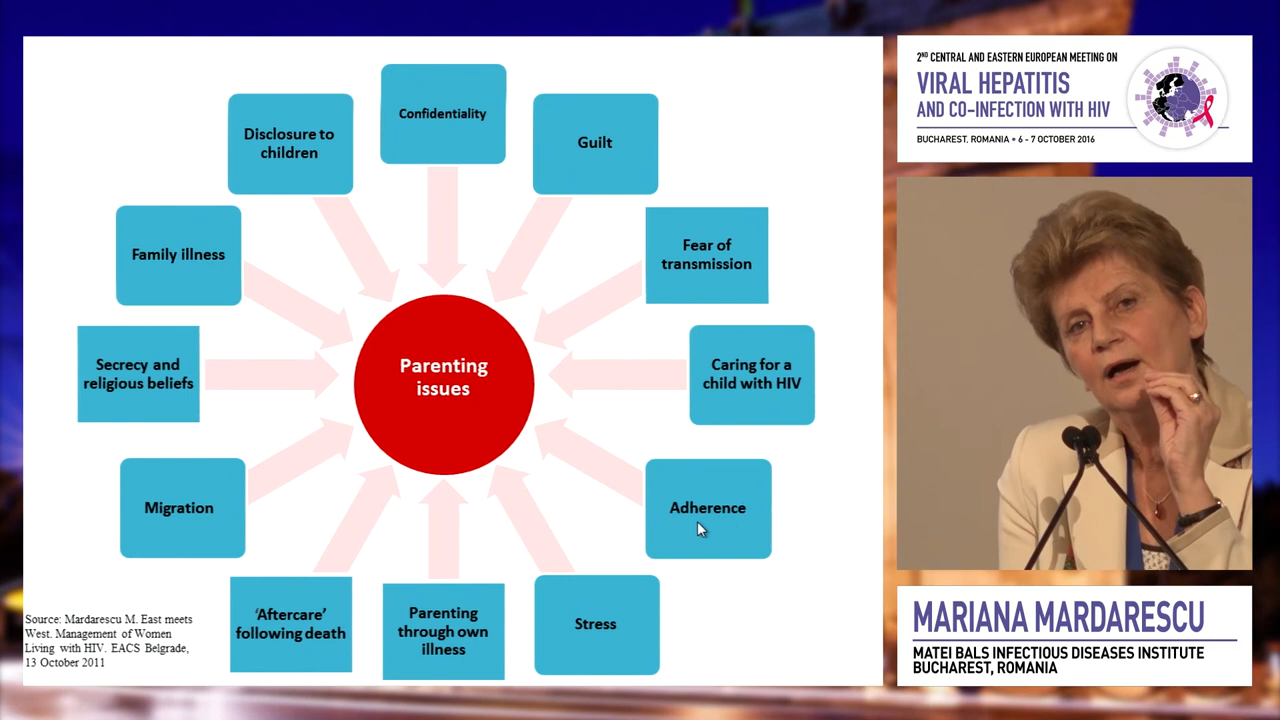 Confidentiality
Disclosure to
children
Guilt
Family illness
Fear of
transmission
Secrecy and
religious beliefs
Parenting
issues
Caring for a
child with HIV
Migration
Adherence
‘Aftercare’
following death
Parenting
through own
illness
Stress
Source: Mardarescu M. East meets
West. Management of Women
Living with HIV. EACS Belgrade,
13 October 2011
2ND CENTRAL AND EASTERN EUROPEAN MEETING ON
VIRAL HEPATITIS
AND CO-INFECTION WITH HIV
BUCHAREST, ROMANIA • 6 - 7 OCTOBER 2016
MARIANA MARDARESCU
MATEI BALS INFECTIOUS DISEASES INSTITUTE
BUCHAREST, ROMANIA